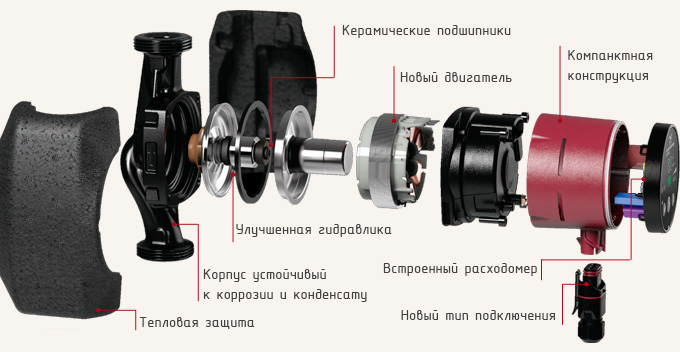 Керамические подшипники
Компанктная
конструкция
Новый двигатель
Улучшенная гидравлика
Встроенный расходомер
Корпус устойчивый
к коррозии и конденсату
Новый тип подключения
Тепловая защита